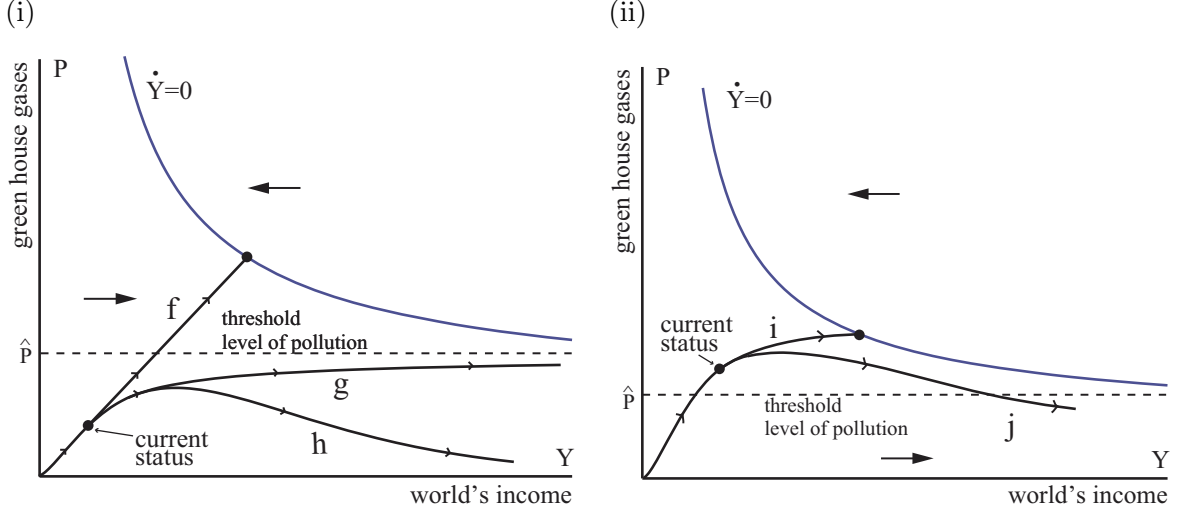 (i)
P
Ẏ=0
green house gases
f
threshold
level of pollution
P̂
g
h
current
status
Y
world's income
(ii)
P
Ẏ=0
green house gases
current
status
i
P̂
threshold
level of pollution
j
Y
world's income